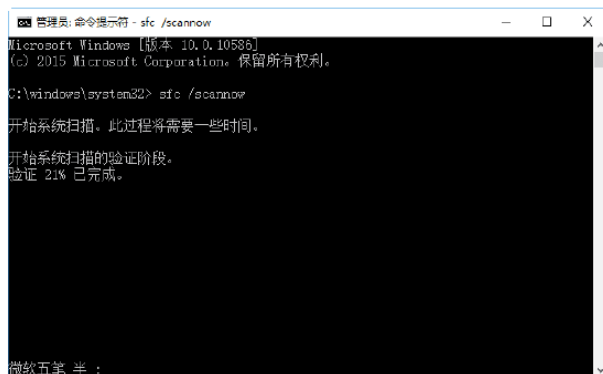 管理员: 命令提示符 - sfc /scannow
Microsoft Windows [版本 10.0.10586]
(c) 2015 Microsoft Corporation。保留所有权利。
C:\windows\system32> sfc /scannow
开始系统扫描。此过程将需要一些时间。
开始系统扫描的验证阶段。
验证 21% 已完成。
微软五笔 半 :